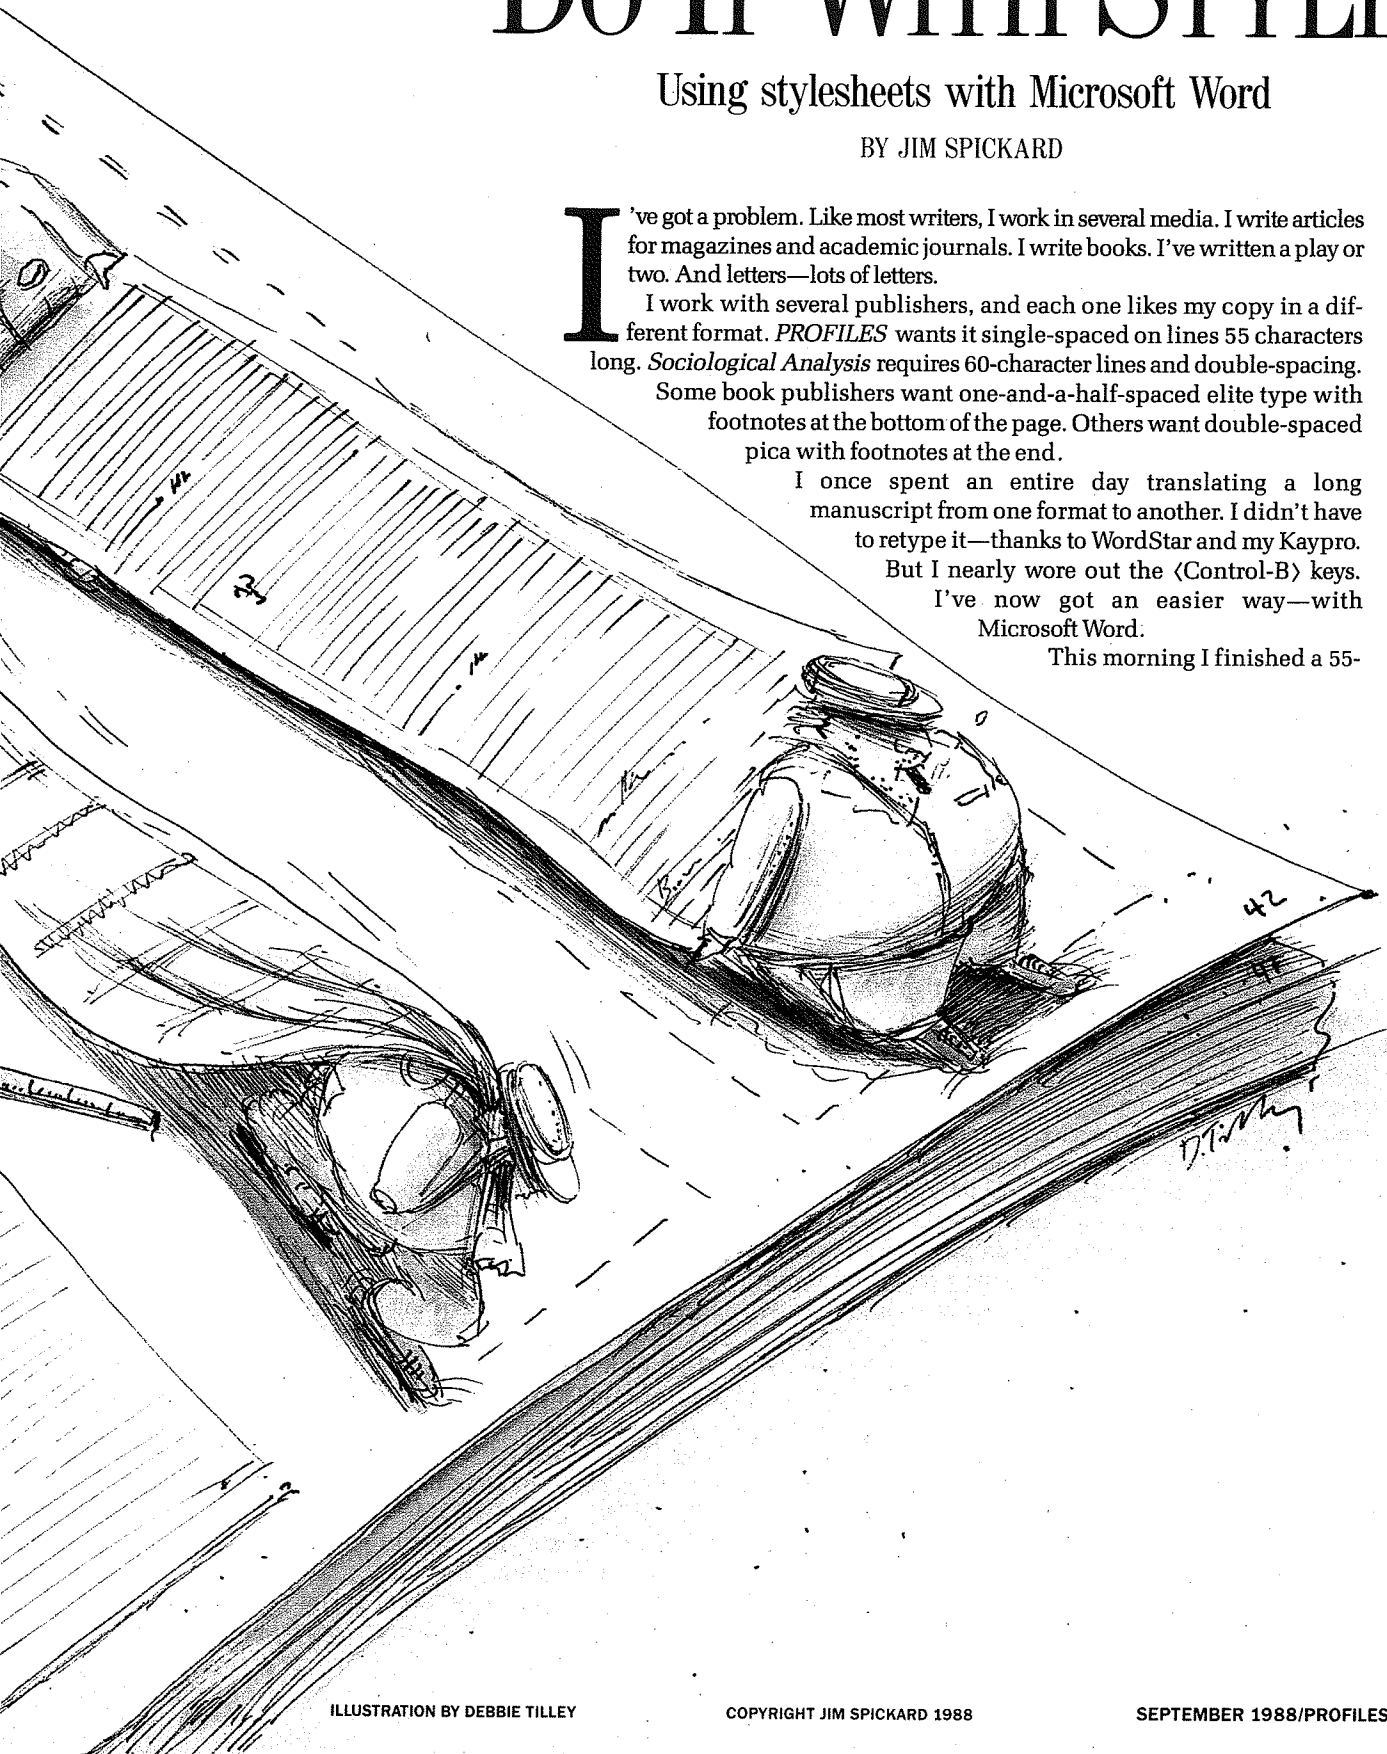 DO IT WITH STYLE
Using stylesheets with Microsoft Word
BY JIM SPICKARD
I've got a problem. Like most writers, I work in several media. I write articles
for magazines and academic journals. I write books. I've written a play or
two. And letters—lots of letters.
I work with several publishers, and each one likes my copy in a dif-
ferent format. PROFILES wants it single-spaced on lines 55 characters
long. Sociological Analysis requires 60-character lines and double-spacing.
Some book publishers want one-and-a-half-spaced elite type with
footnotes at the bottom of the page. Others want double-spaced
pica with footnotes at the end.
I once spent an entire day translating a long
manuscript from one format to another. I didn't have
to retype it—thanks to WordStar and my Kaypro.
But I nearly wore out the ⟨Control-B⟩ keys.
I've now got an easier way—with
Microsoft Word.
This morning I finished a 55-
42
47
D. Tilley
ILLUSTRATION BY DEBBIE TILLEY
COPYRIGHT JIM SPICKARD 1988
SEPTEMBER 1988/PROFILES